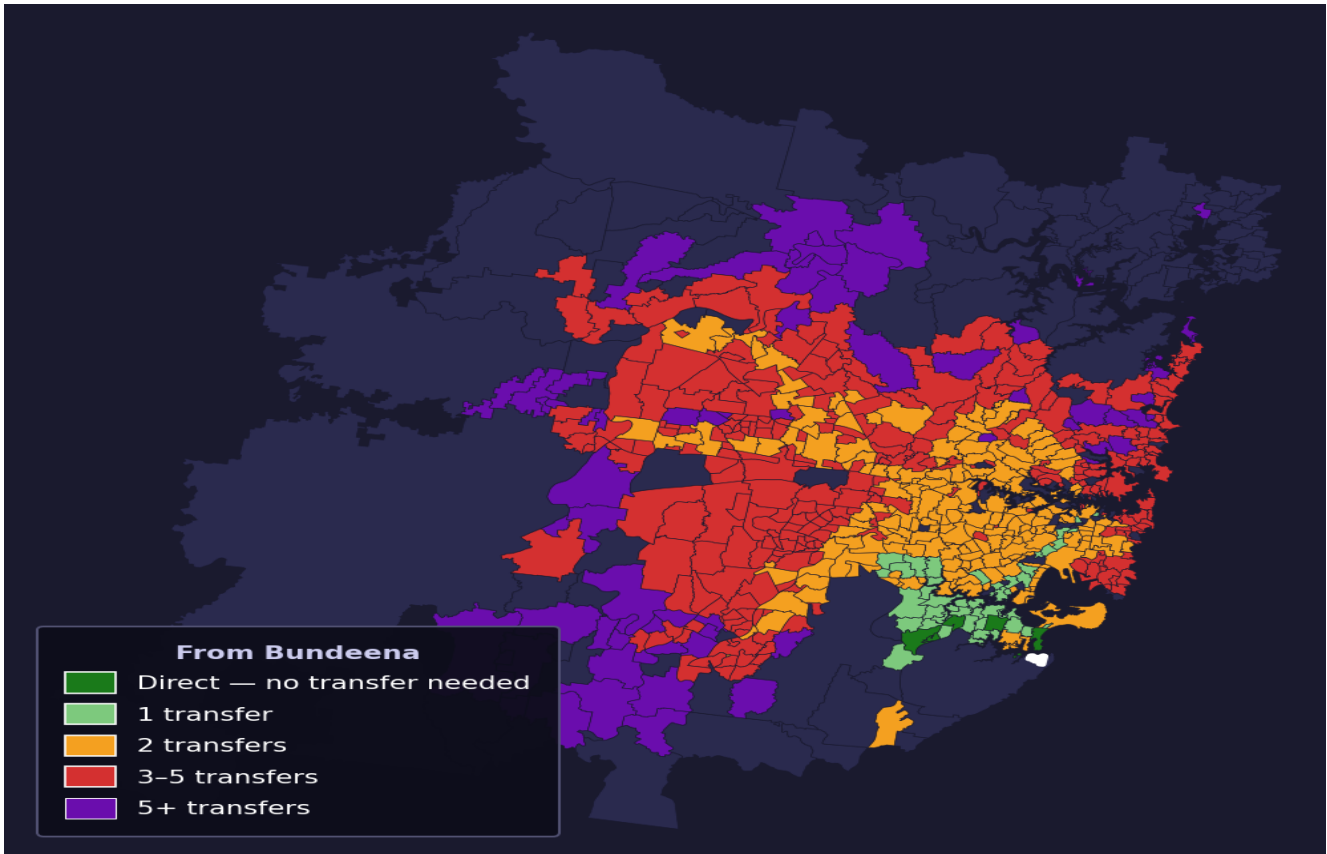 From Bundeena
Direct — no transfer needed
1 transfer
2 transfers
3–5 transfers
5+ transfers